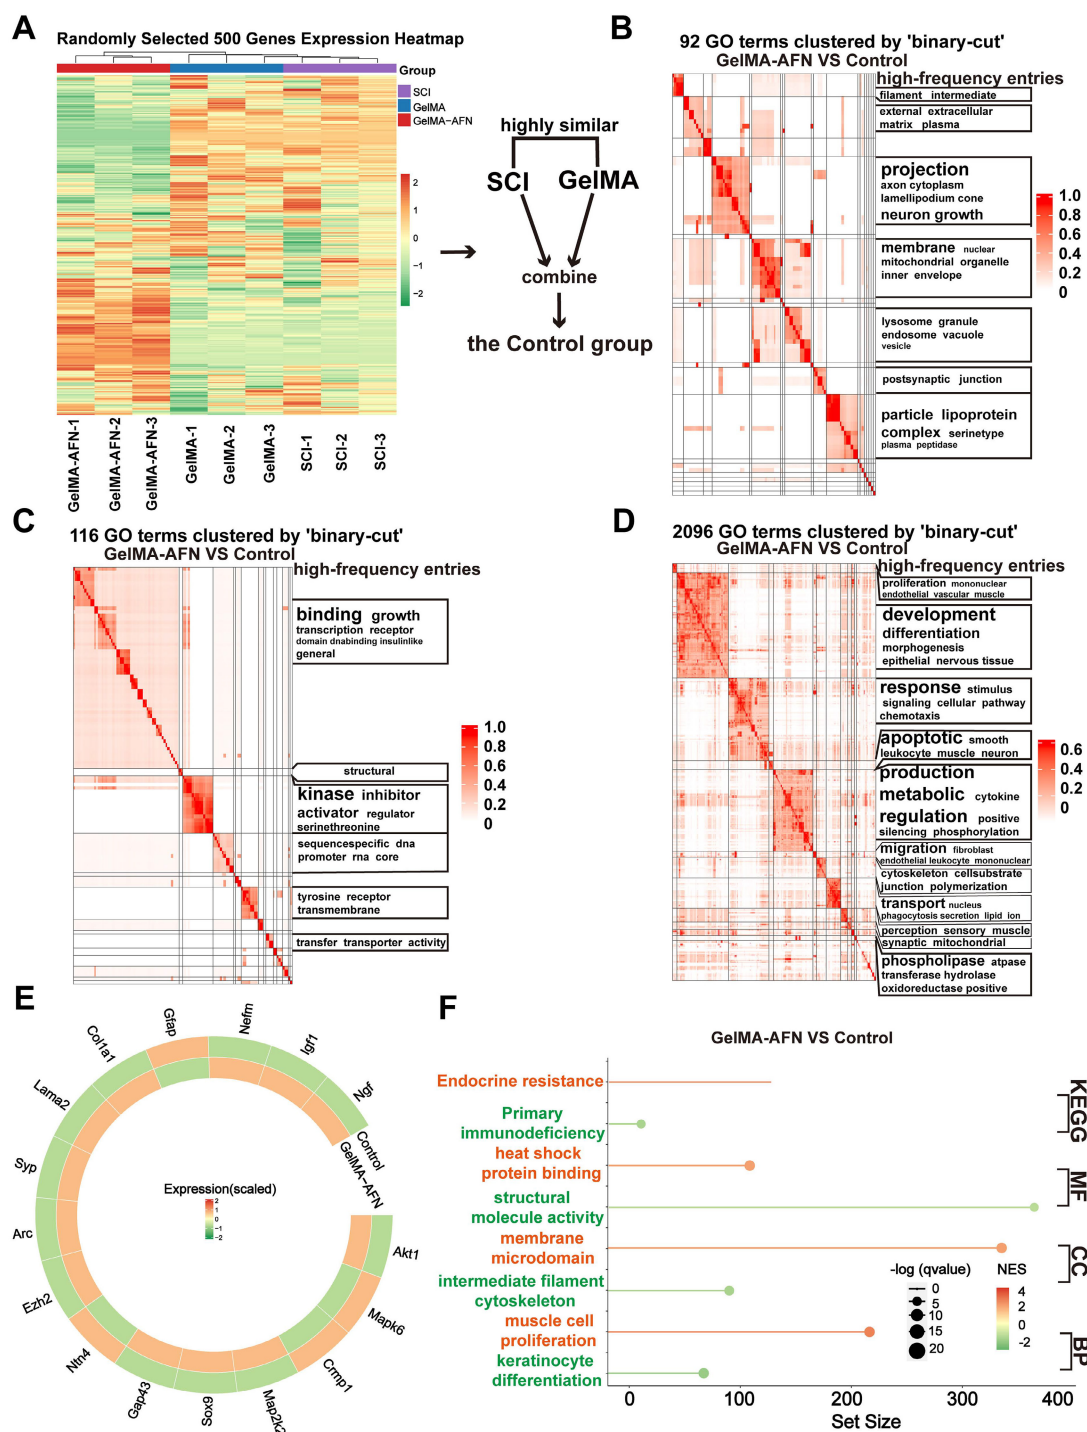 A
Randomly Selected 500 Genes Expression Heatmap
Group
SCI
GelMA
GelMA-AFN
2
1
0
−1
−2
GelMA-AFN-1
GelMA-AFN-2
GelMA-AFN-3
GelMA-1
GelMA-2
GelMA-3
SCI-1
SCI-2
SCI-3
highly similar
SCI GelMA
combine
the Control group
B
92 GO terms clustered by 'binary-cut'
GelMA-AFN VS Control
high-frequency entries
filament intermediate
external extracellular
matrix plasma
projection
axon cytoplasm
lamellipodium cone
neuron growth
membrane nuclear
mitochondrial organelle
inner envelope
lysosome granule
endosome vacuole
vesicle
postsynaptic junction
particle lipoprotein
complex serinetype
plasma peptidase
1.0
0.8
0.6
0.4
0.2
0
C
116 GO terms clustered by 'binary-cut'
GelMA-AFN VS Control
high-frequency entries
binding growth
transcription receptor
domain dnabinding insulinlike
general
structural
kinase inhibitor
activator regulator
serinethreonine
sequencespecific dna
promoter rna core
tyrosine receptor
transmembrane
transfer transporter activity
1.0
0.8
0.6
0.4
0.2
0
D
2096 GO terms clustered by 'binary-cut'
GelMA-AFN VS Control
high-frequency entries
proliferation mononuclear
endothelial vascular muscle
development
differentiation
morphogenesis
epithelial nervous tissue
response stimulus
signaling cellular pathway
chemotaxis
apoptotic smooth
leukocyte muscle neuron
production
metabolic cytokine
regulation positive
silencing phosphorylation
migration fibroblast
endothelial leukocyte mononuclear
cytoskeleton cellsubstrate
junction polymerization
transport nucleus
phagocytosis secretion lipid ion
perception sensory muscle
synaptic mitochondrial
phospholipase atpase
transferase hydrolase
oxidoreductase positive
0.6
0.4
0.2
0
E
Gfap
Nefm
Igf1
Ngf
Control
GelMA-AFN
Col1a1
Lama2
Syp
Arc
Ezh2
Ntn4
Gap43
Sox9
Map2k2
Crmp1
Mapk6
Akt1
Expression(scaled)
2
1
0
−1
−2
F
GelMA-AFN VS Control
Endocrine resistance
Primary
immunodeficiency
heat shock
protein binding
structural
molecule activity
membrane
microdomain
intermediate filament
cytoskeleton
muscle cell
proliferation
keratinocyte
differentiation
KEGG
MF
CC
BP
-log (qvalue)
0
5
10
15
20
NES
4
2
0
-2
0 100 200 300 400
Set Size